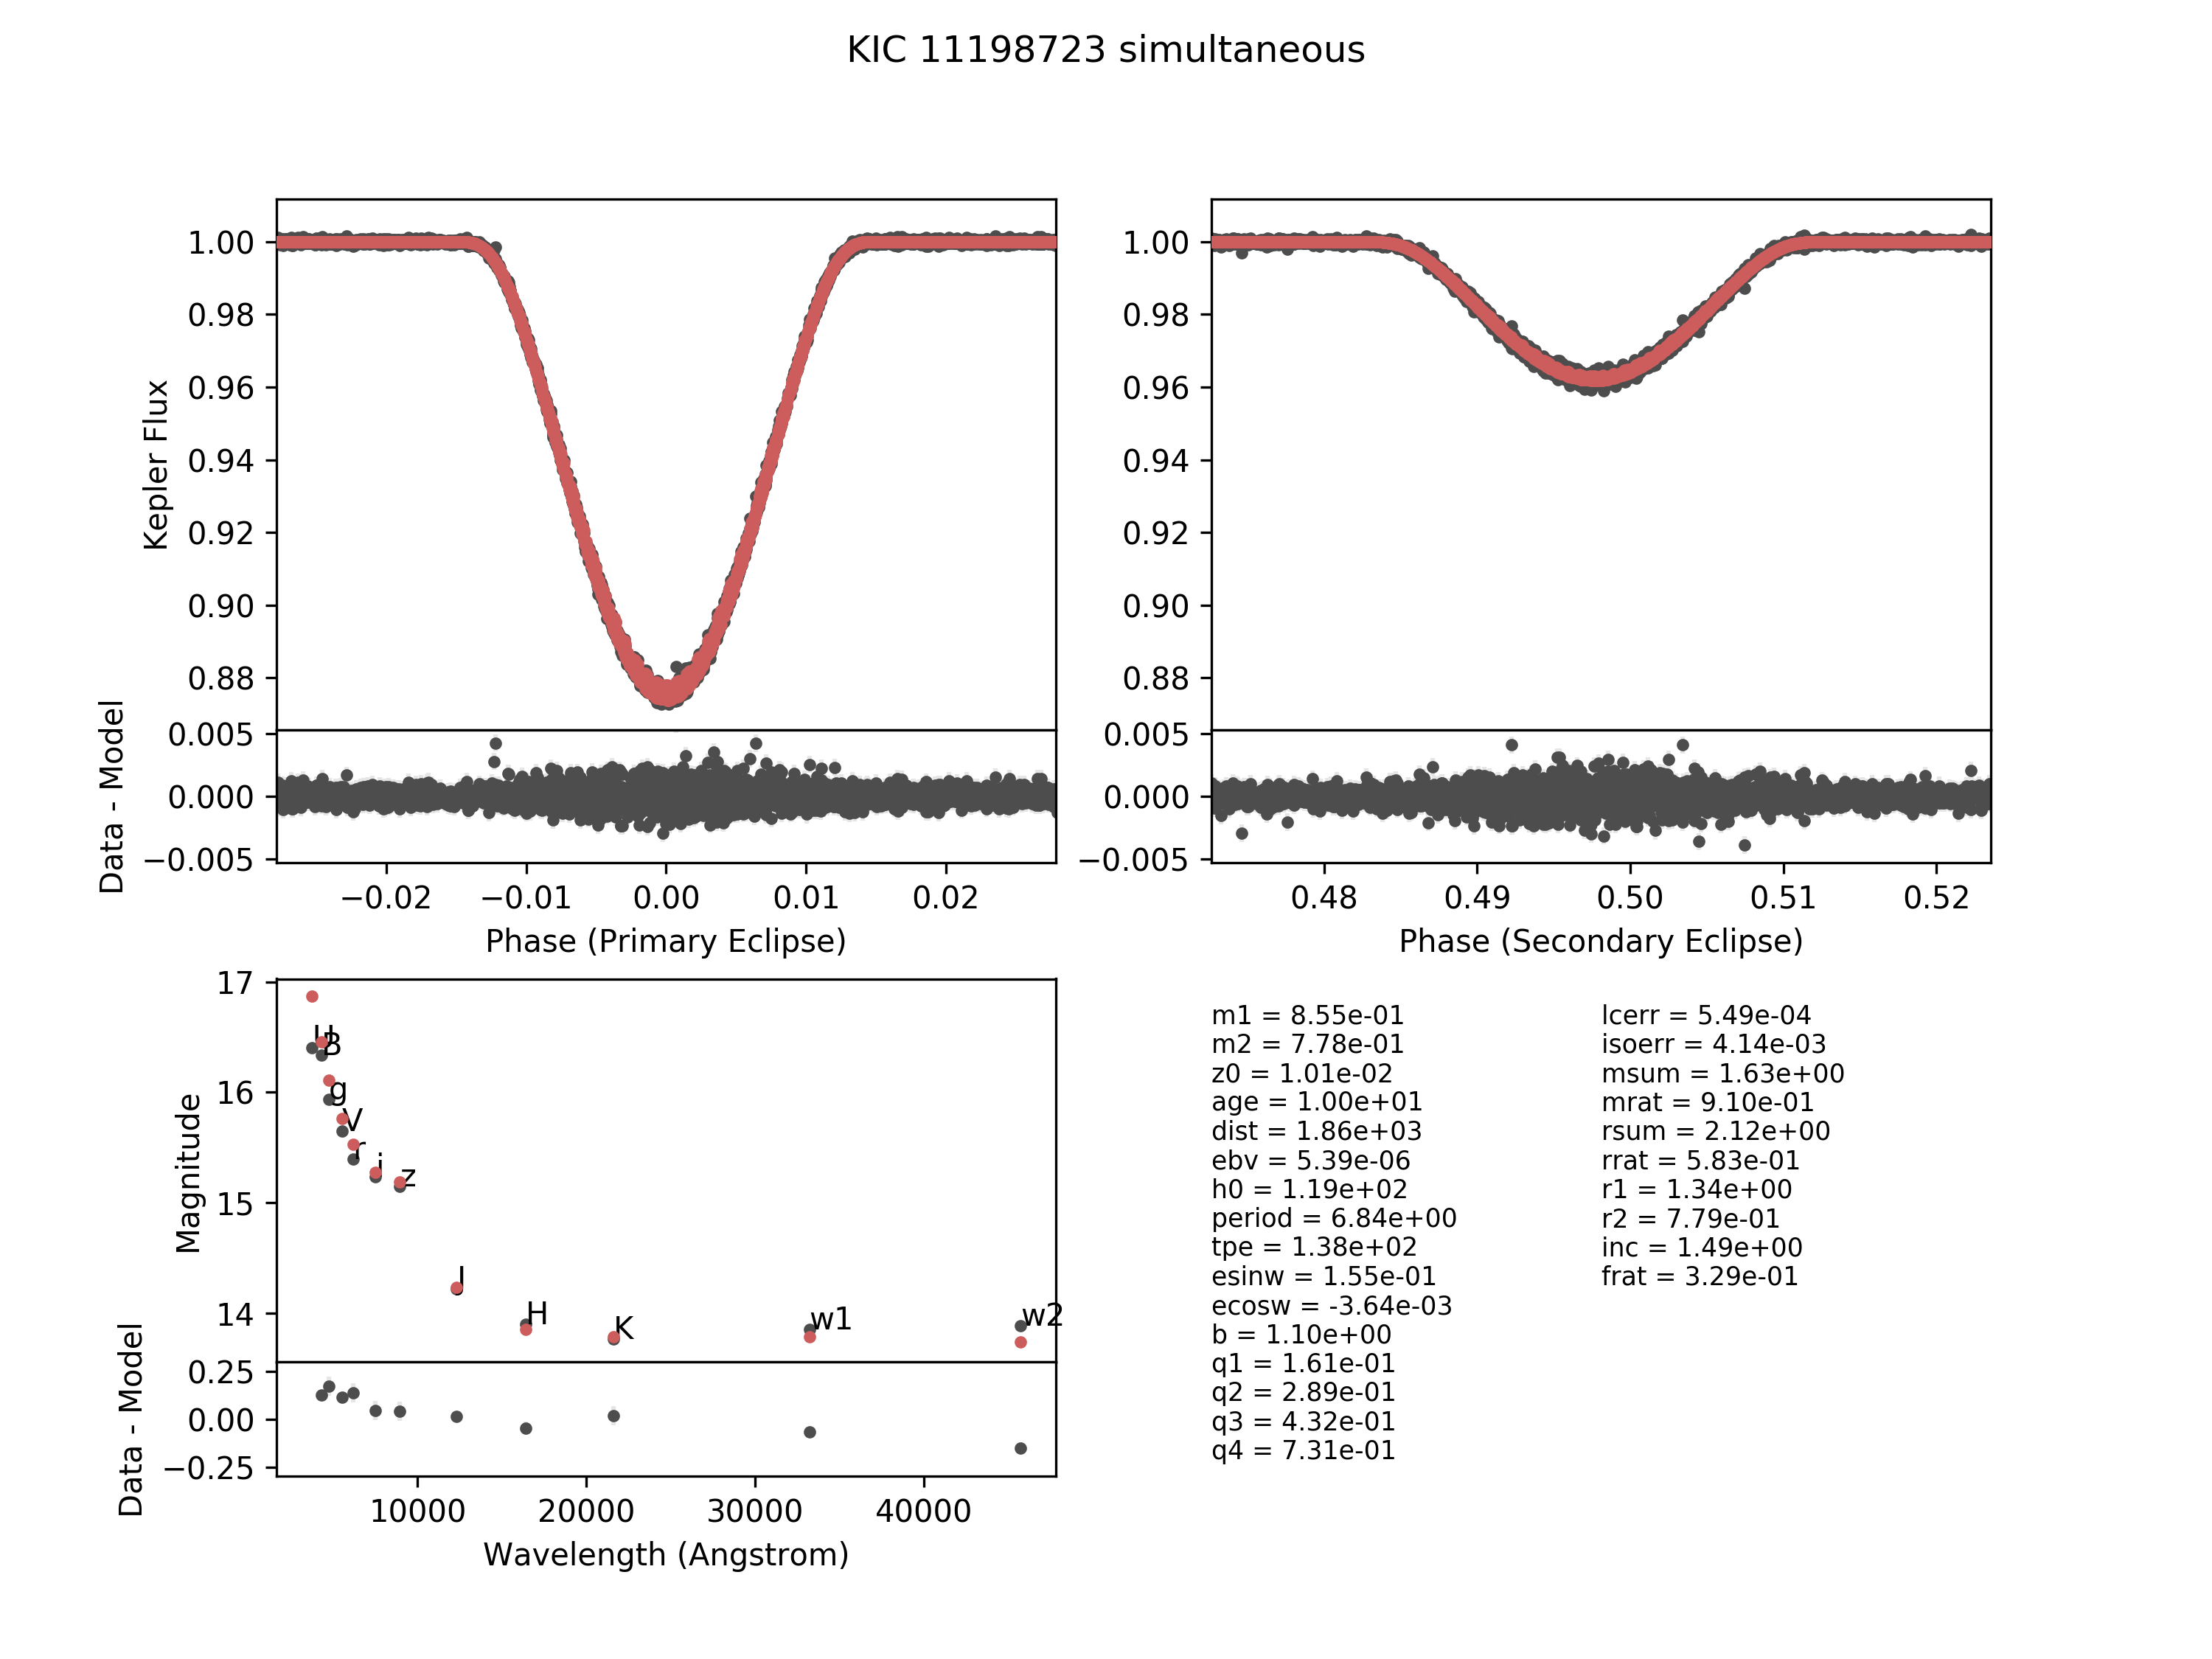 KIC 11198723 simultaneous
1.00
0.98
0.96
0.94
0.92
0.90
0.88
Kepler Flux
0.005
0.000
−0.005
Data - Model
−0.02 −0.01 0.00 0.01 0.02
Phase (Primary Eclipse)
1.00
0.98
0.96
0.94
0.92
0.90
0.88
0.005
0.000
−0.005
0.48 0.49 0.50 0.51 0.52
Phase (Secondary Eclipse)
17
16
15
14
Magnitude
U
B
g
V
r
i
z
J
H
K
w1
w2
0.25
0.00
−0.25
Data - Model
10000 20000 30000 40000
Wavelength (Angstrom)
m1 = 8.55e-01
m2 = 7.78e-01
z0 = 1.01e-02
age = 1.00e+01
dist = 1.86e+03
ebv = 5.39e-06
h0 = 1.19e+02
period = 6.84e+00
tpe = 1.38e+02
esinw = 1.55e-01
ecosw = -3.64e-03
b = 1.10e+00
q1 = 1.61e-01
q2 = 2.89e-01
q3 = 4.32e-01
q4 = 7.31e-01
lcerr = 5.49e-04
isoerr = 4.14e-03
msum = 1.63e+00
mrat = 9.10e-01
rsum = 2.12e+00
rrat = 5.83e-01
r1 = 1.34e+00
r2 = 7.79e-01
inc = 1.49e+00
frat = 3.29e-01